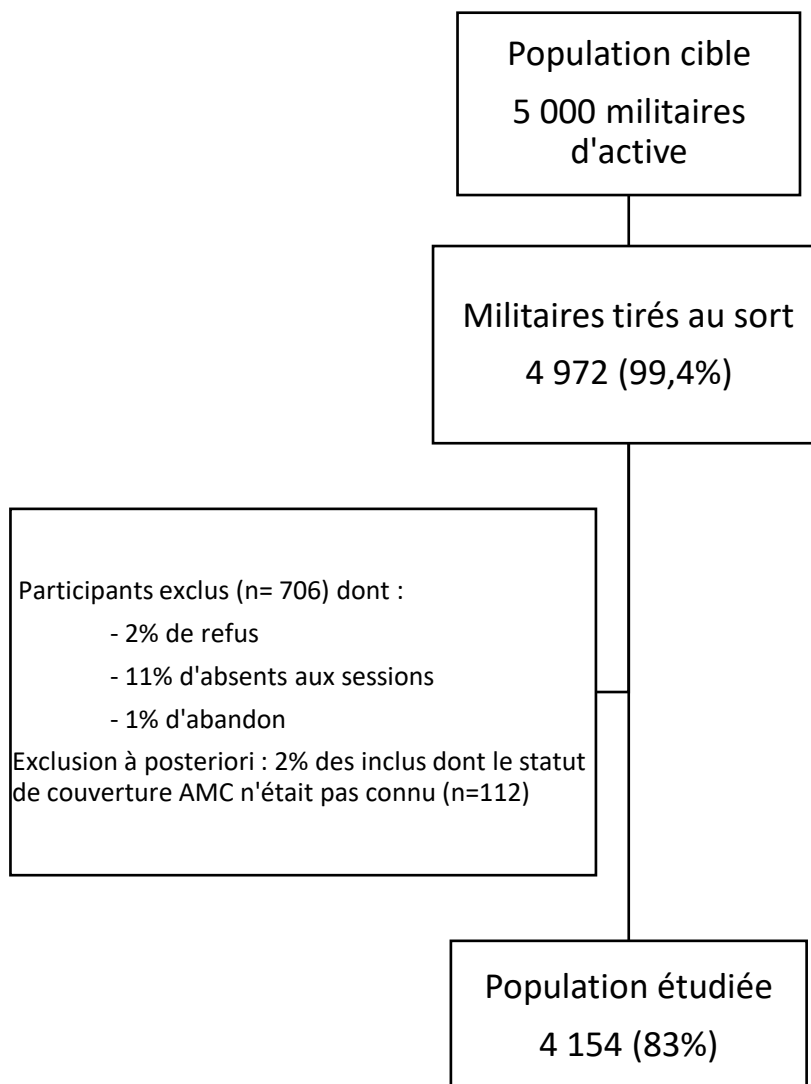 Population cible
5 000 militaires
d'active
Militaires tirés au sort
4 972 (99,4%)
Participants exclus (n= 706) dont :
- 2% de refus
- 11% d'absents aux sessions
- 1% d'abandon
Exclusion à posteriori : 2% des inclus dont le statut
de couverture AMC n'était pas connu (n=112)
Population étudiée
4 154 (83%)